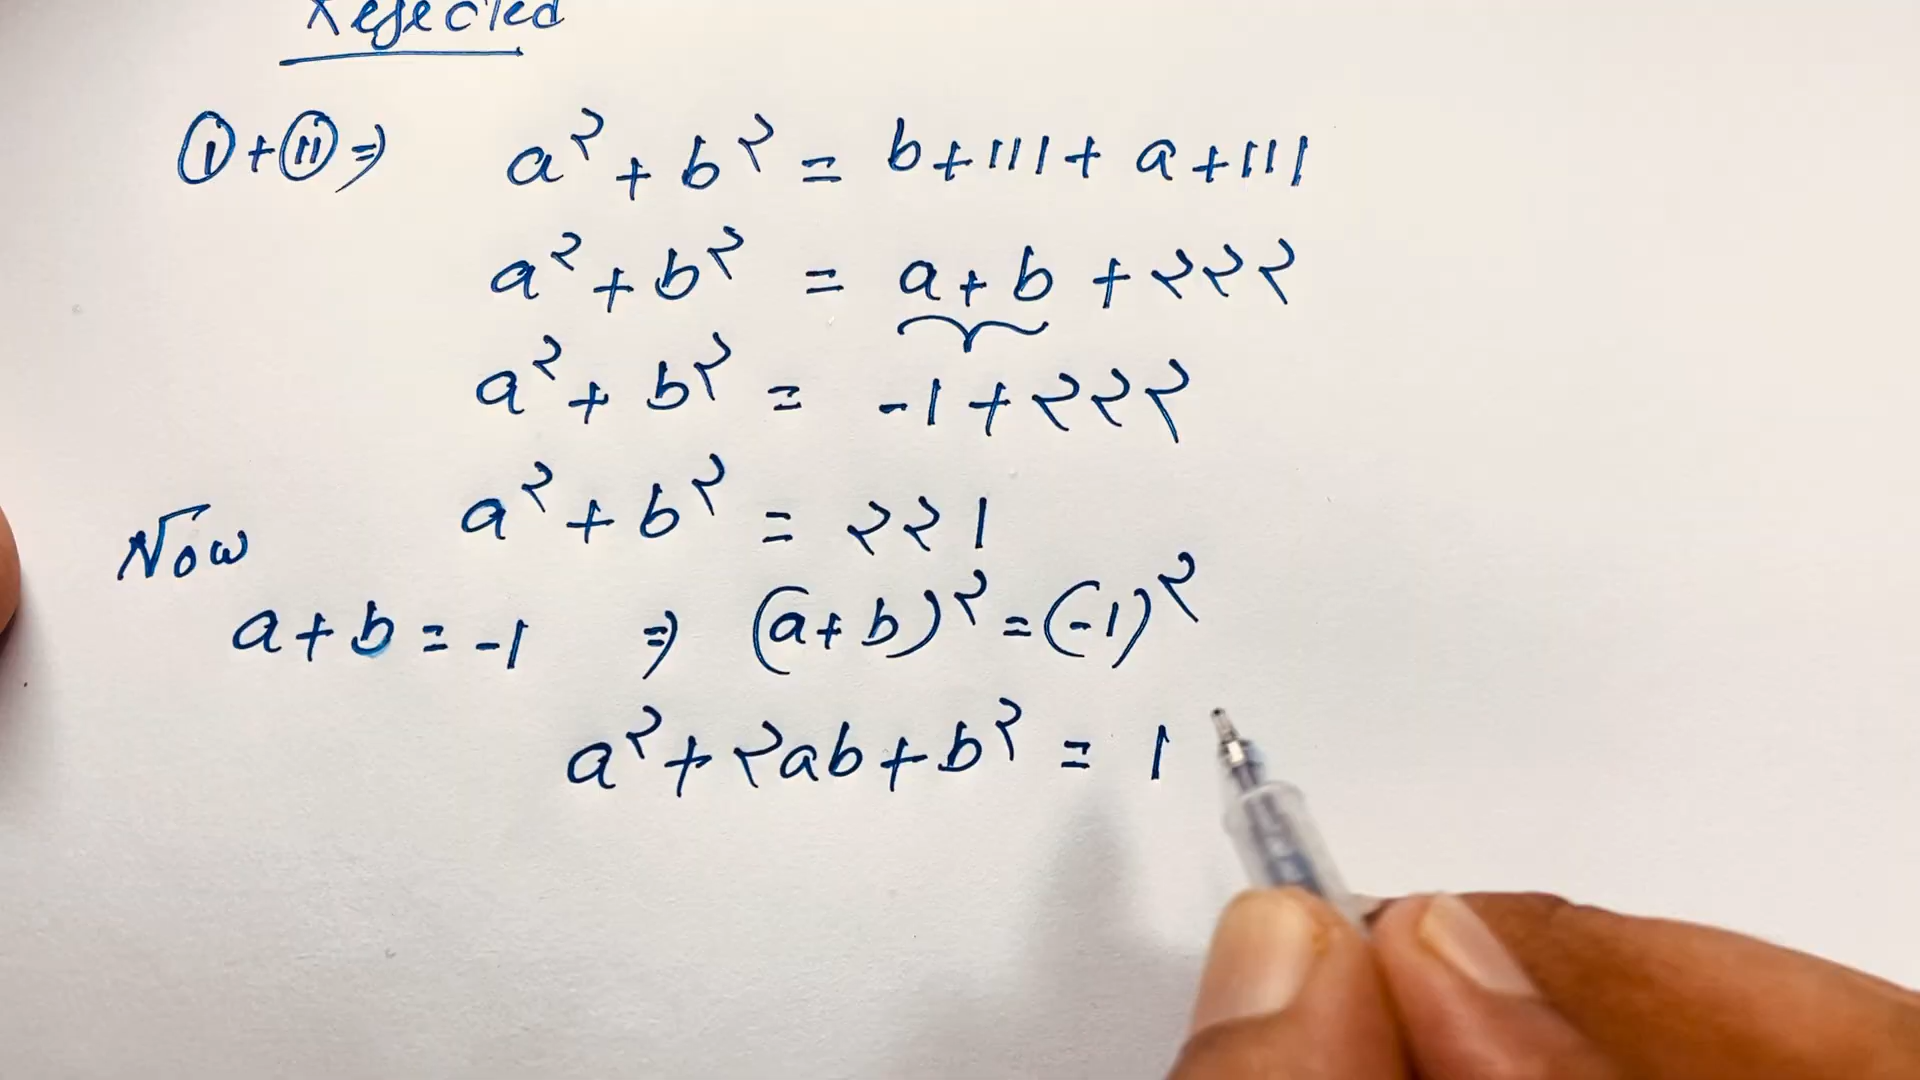 Rejected
(i) + (ii) ⇒ a² + b² = b + 111 + a + 111
a² + b² = a + b + 222
a² + b² = -1 + 222
a² + b² = 221
Now
a + b = -1 ⇒ (a + b)² = (-1)²
a² + 2ab + b² = 1